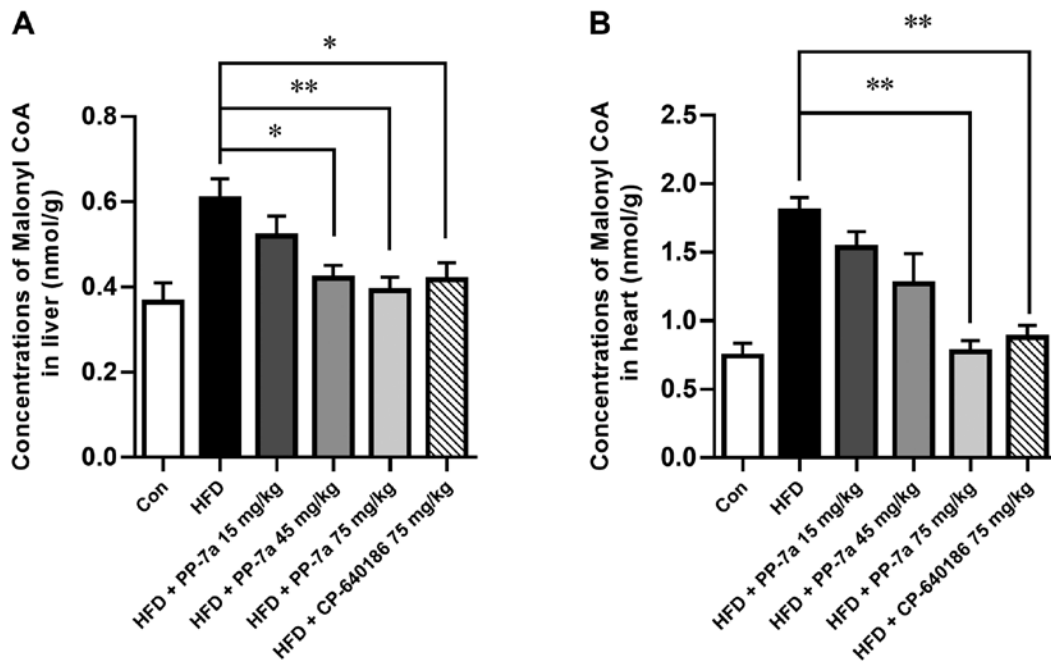 A
Concentrations of Malonyl CoA
in liver (nmol/g)
0.8
0.6
0.4
0.2
0.0
*
**
*
Con
HFD
HFD + PP-7a 15 mg/kg
HFD + PP-7a 45 mg/kg
HFD + PP-7a 75 mg/kg
HFD + CP-640186 75 mg/kg
B
Concentrations of Malonyl CoA
in heart (nmol/g)
2.5
2.0
1.5
1.0
0.5
0.0
**
**
Con
HFD
HFD + PP-7a 15 mg/kg
HFD + PP-7a 45 mg/kg
HFD + PP-7a 75 mg/kg
HFD + CP-640186 75 mg/kg